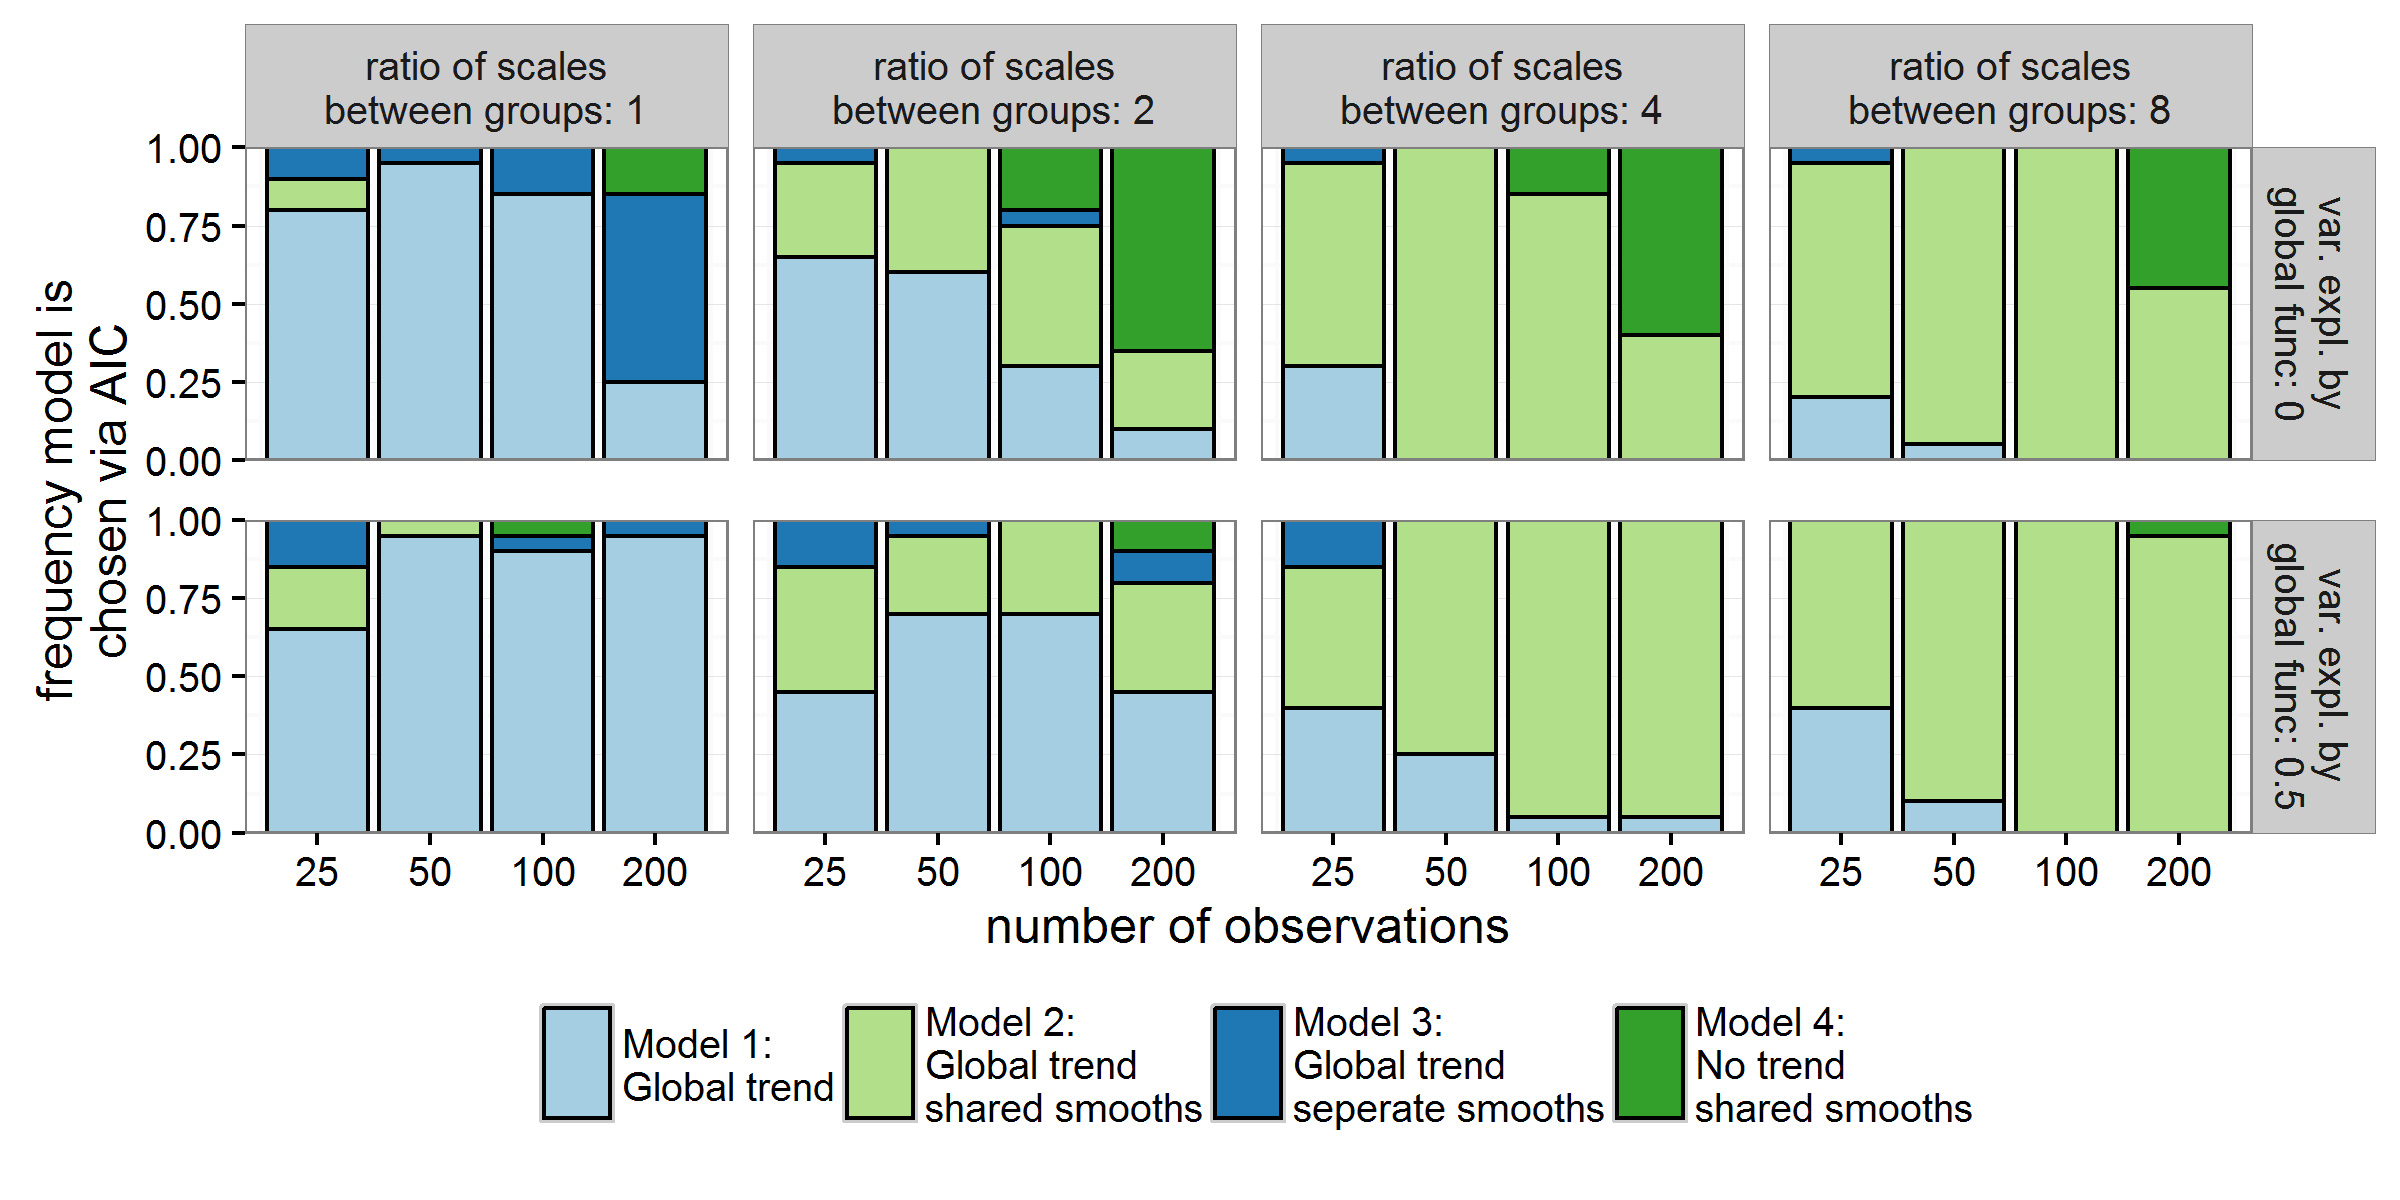 ratio of scales
between groups: 1
ratio of scales
between groups: 2
ratio of scales
between groups: 4
ratio of scales
between groups: 8
frequency model is
chosen via AIC
1.00
0.75
0.50
0.25
0.00
var. expl. by
global func: 0
1.00
0.75
0.50
0.25
0.00
var. expl. by
global func: 0.5
25 50 100 200 25 50 100 200 25 50 100 200 25 50 100 200
number of observations
Model 1:
Global trend
Model 2:
Global trend
shared smooths
Model 3:
Global trend
seperate smooths
Model 4:
No trend
shared smooths